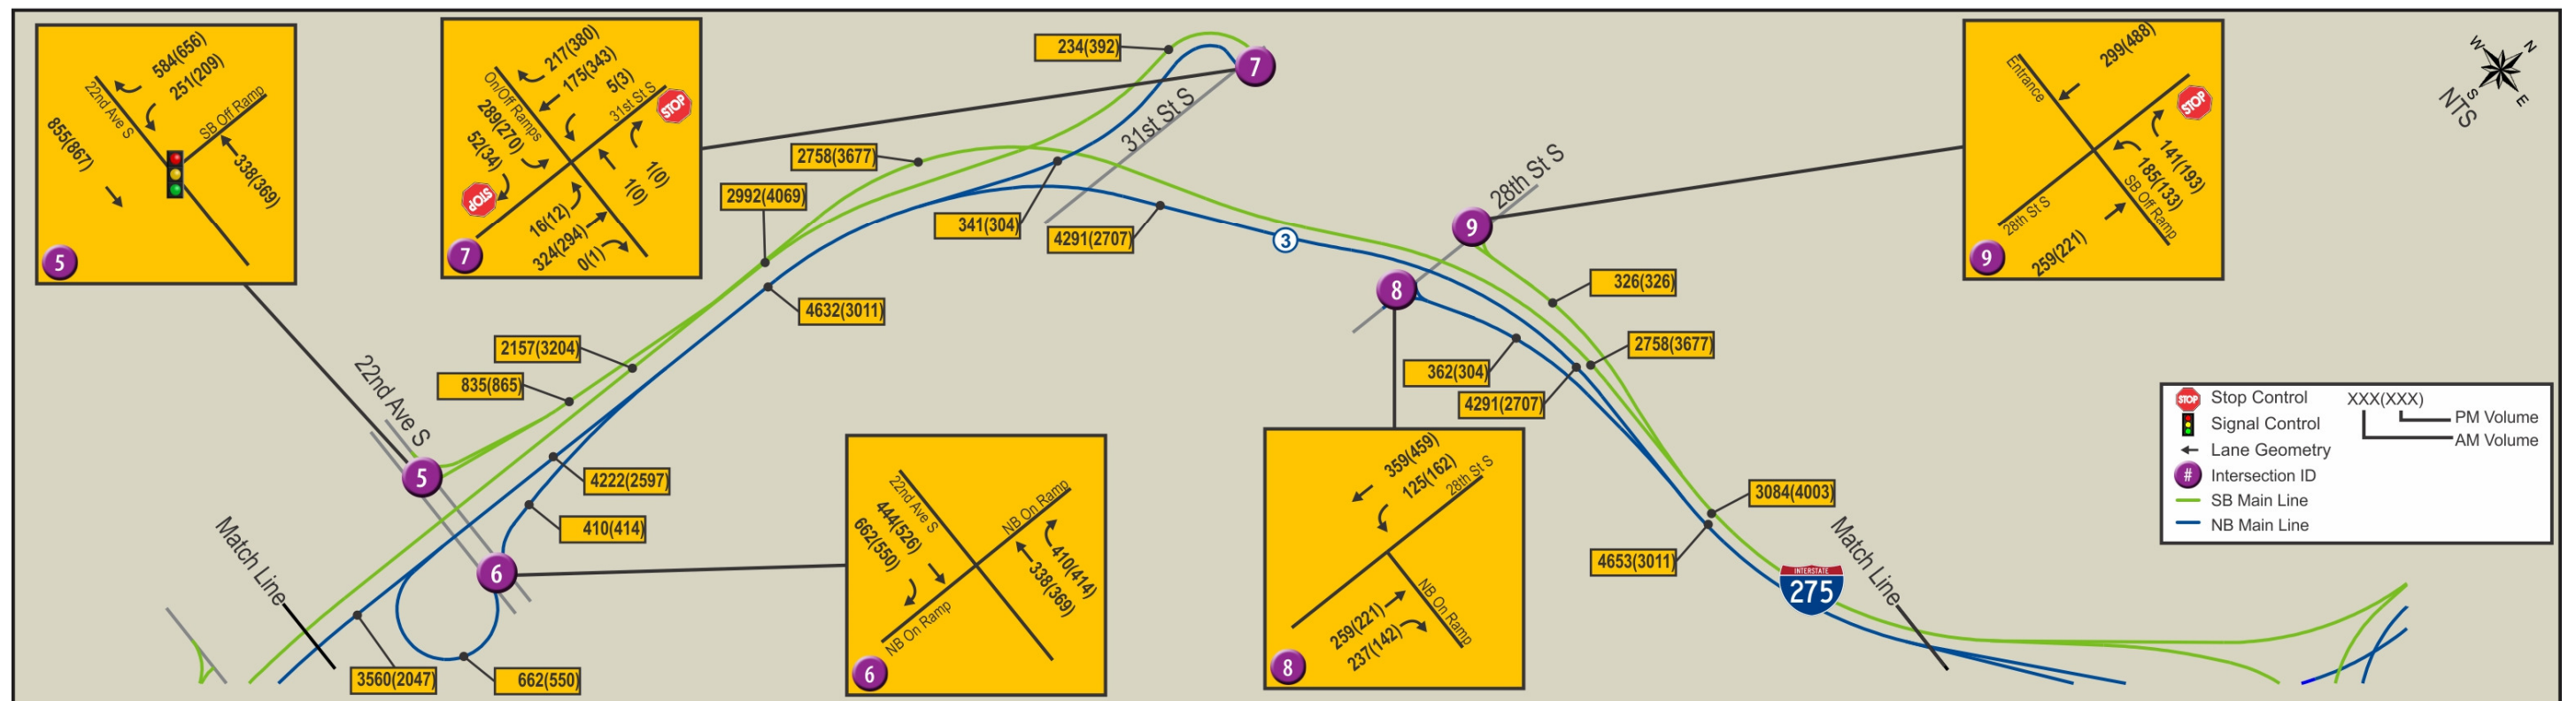 584(656)
251(209)
22nd Ave S
SB Off Ramp
855(867)
338(369)
5
217(380)
175(343)
5(3)
On/Off Ramps
31st St S
STOP
289(270)
52(34)
STOP
1(0)
1(0)
16(12)
324(294)
0(1)
7
234(392)
7
31st St S
2758(3677)
2992(4069)
341(304)
4291(2707)
3
4632(3011)
2157(3204)
835(865)
22nd Ave S
5
4222(2597)
410(414)
6
Match Line
3560(2047)
662(550)
22nd Ave S
444(526)
662(550)
NB On Ramp
NB On Ramp
410(414)
338(369)
6
28th St S
9
8
326(326)
2758(3677)
362(304)
4291(2707)
359(459)
125(162)
28th St S
259(221)
237(142)
NB On Ramp
8
3084(4003)
4653(3011)
INTERSTATE
275
Match Line
Entrance
299(488)
STOP
141(193)
185(133)
SB Off Ramp
28th St S
259(221)
9
W
N
S
E
NTS
STOP
Stop Control
Signal Control
Lane Geometry
#
Intersection ID
SB Main Line
NB Main Line
XXX(XXX)
PM Volume
AM Volume